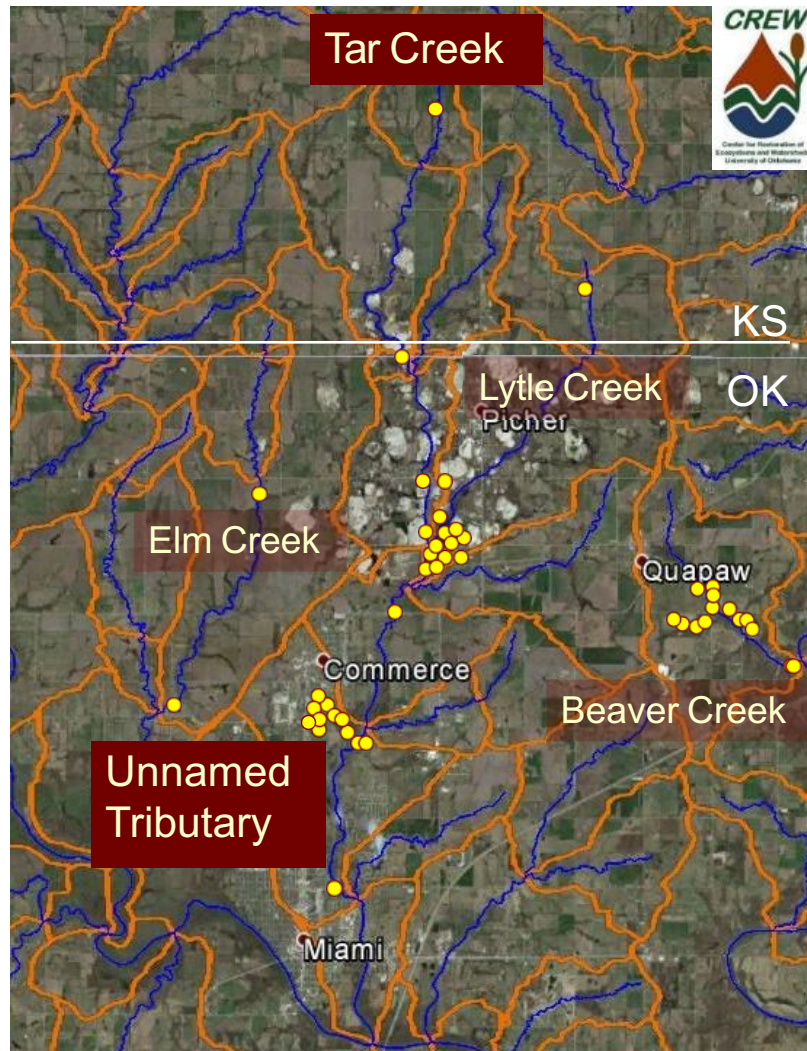 Tar Creek
CREW
Center for Restoration of
Ecosystems and Watersheds
University of Oklahoma
KS
Lytle Creek
OK
Picher
Elm Creek
Quapaw
Commerce
Beaver Creek
Unnamed
Tributary
Miami